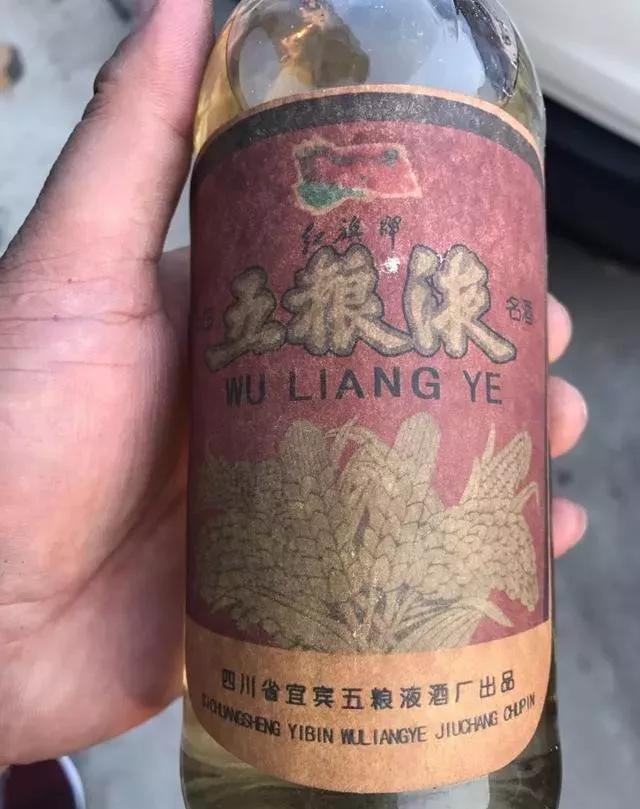 红旗牌
五粮液
名酒
WU LIANG YE
四川省宜宾五粮液酒厂出品
SICHUANGSHENG YIBIN WULIANGYE JIUCHANG CHUPIN